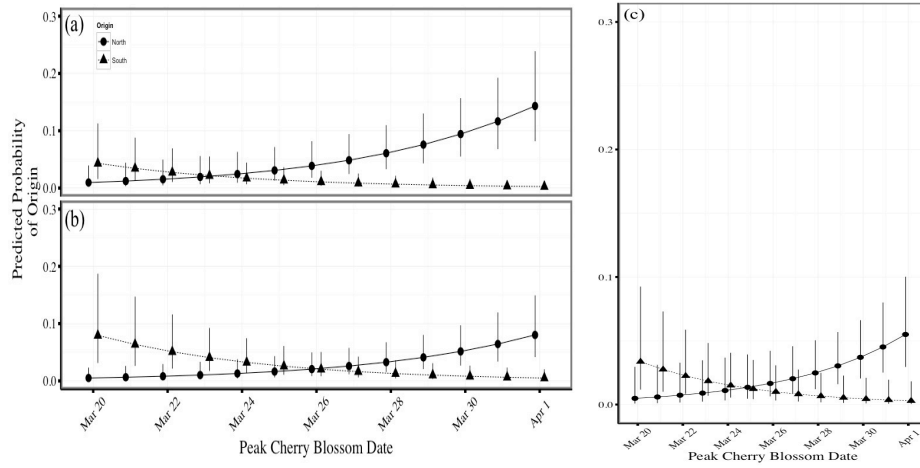 (a)
Origin
North
South
0.3
0.2
0.1
0.0
(b)
0.3
0.2
0.1
0.0
Predicted Probability
of Origin
Mar 20
Mar 22
Mar 24
Mar 26
Mar 28
Mar 30
Apr 1
Peak Cherry Blossom Date
(c)
0.3
0.2
0.1
0.0
Mar 20
Mar 22
Mar 24
Mar 26
Mar 28
Mar 30
Apr 1
Peak Cherry Blossom Date